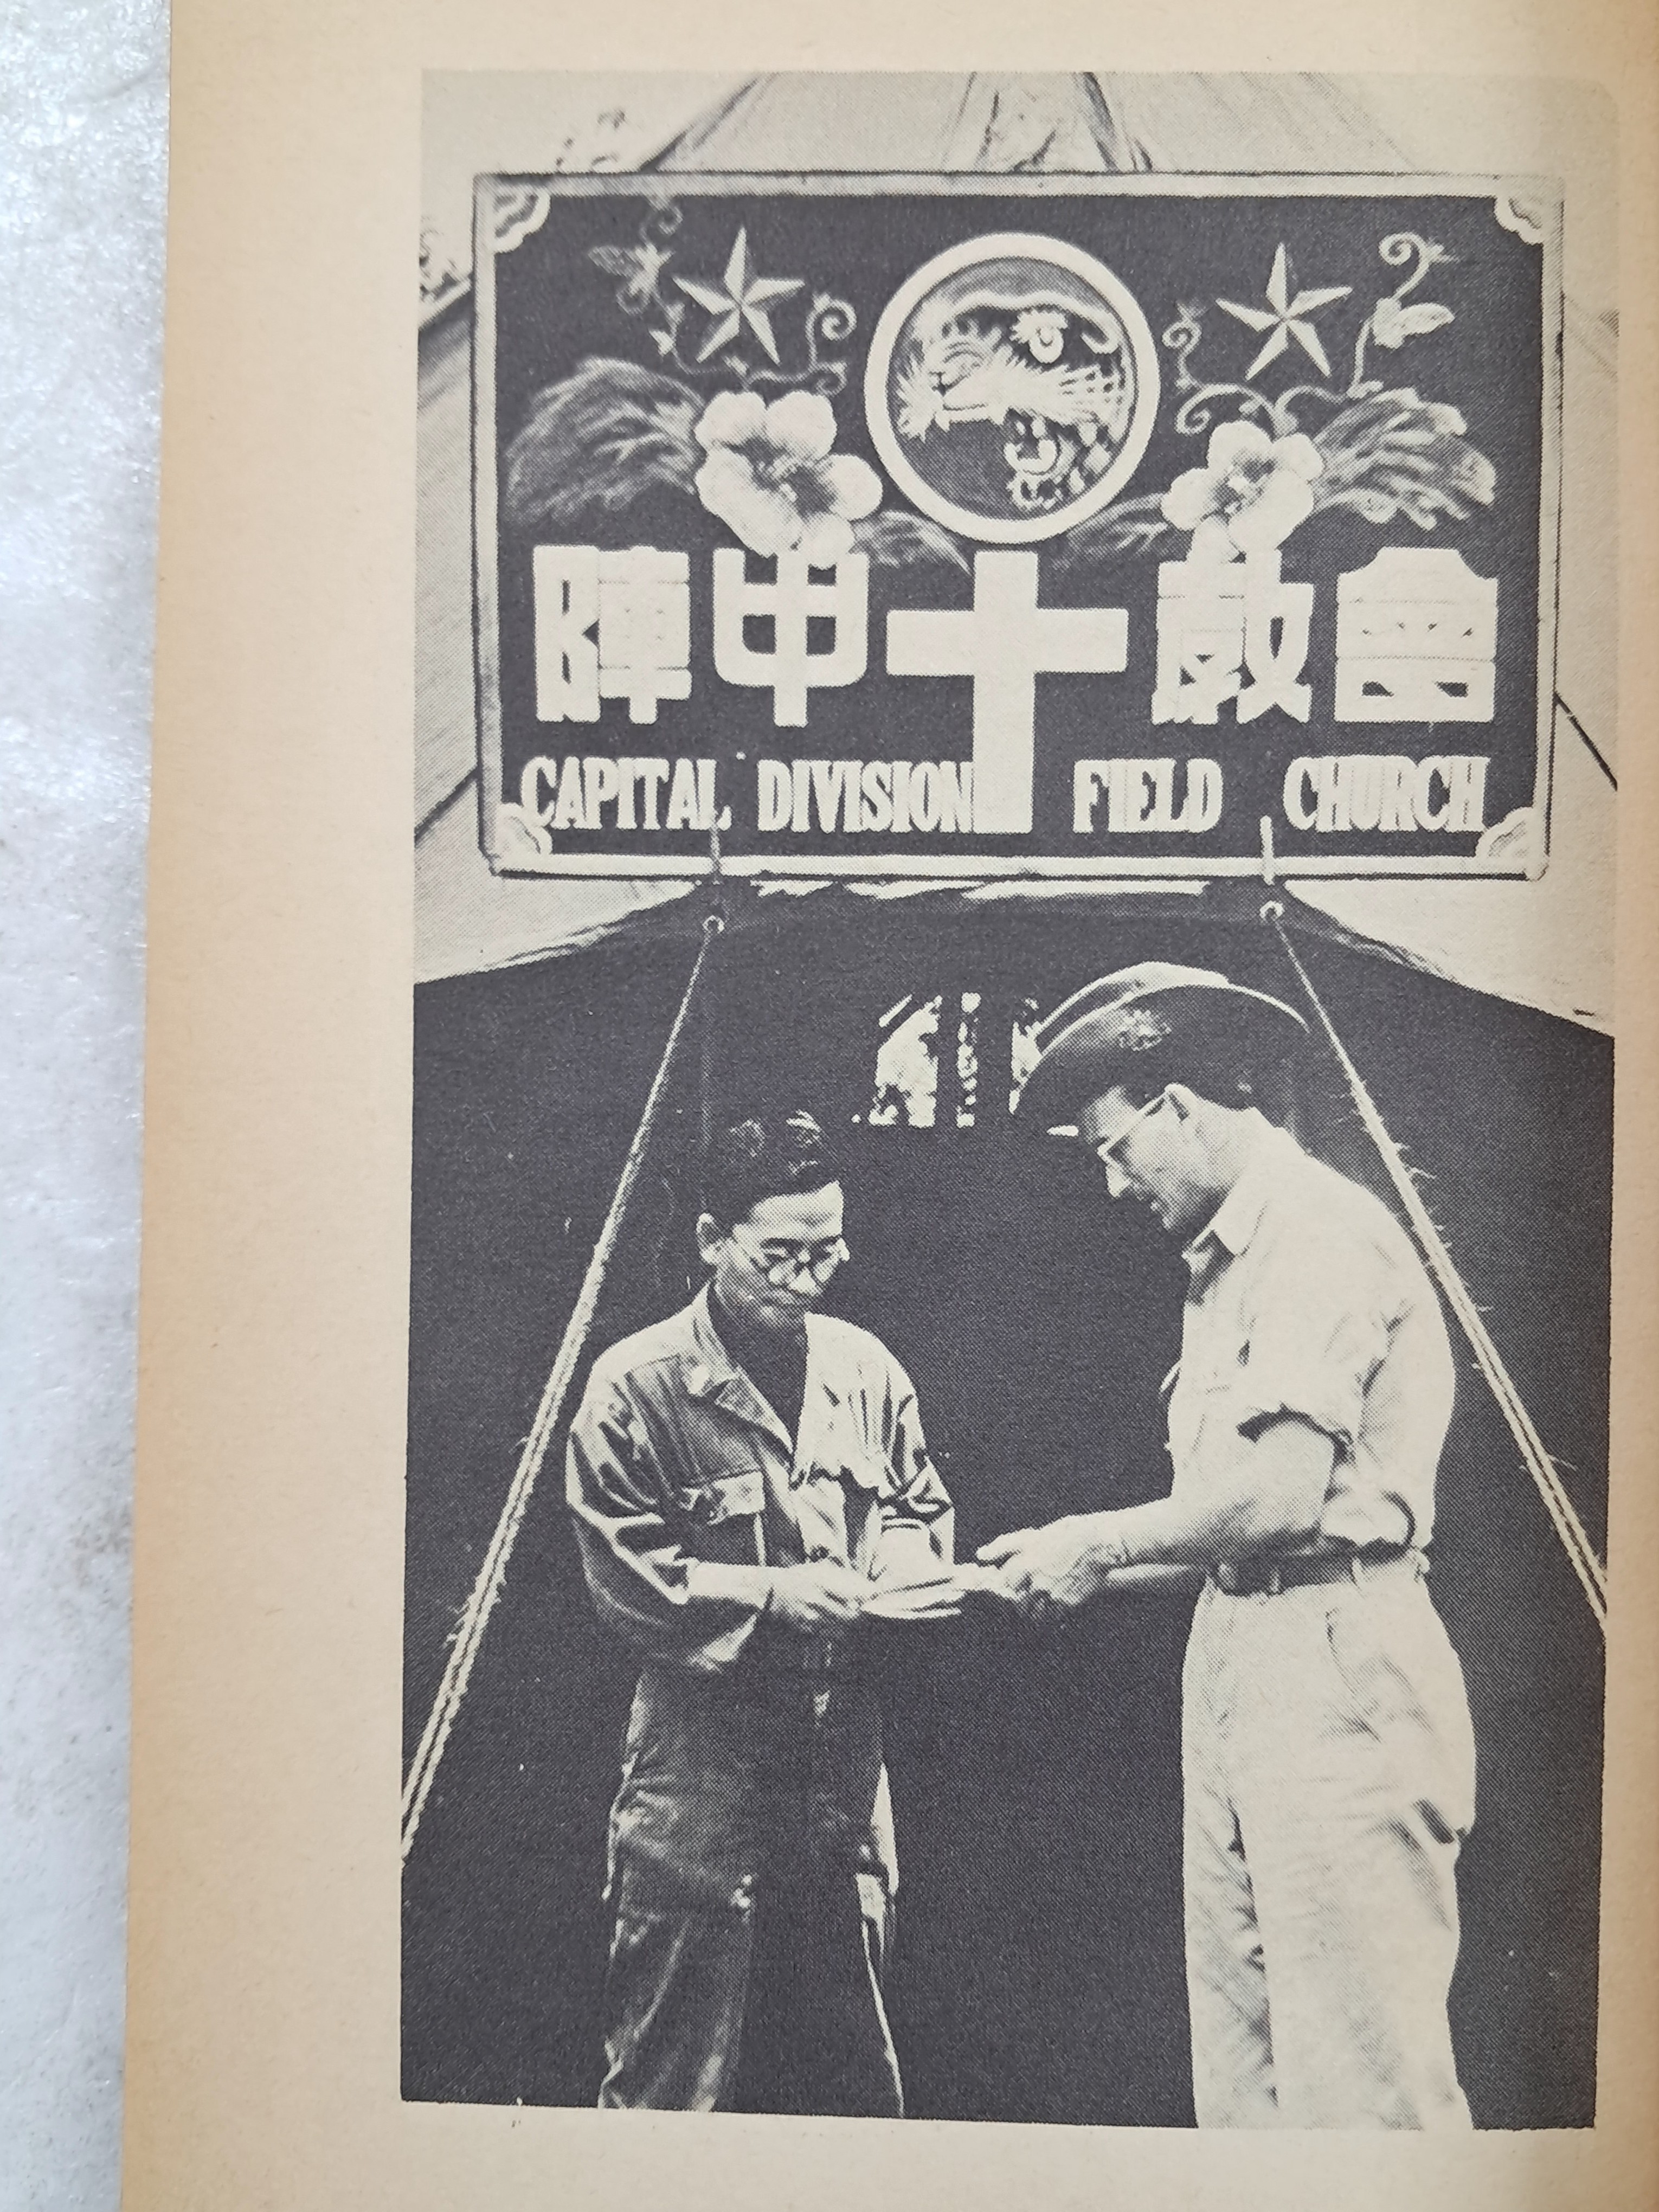 陣中 敎會
CAPITAL DIVISION FIELD CHURCH